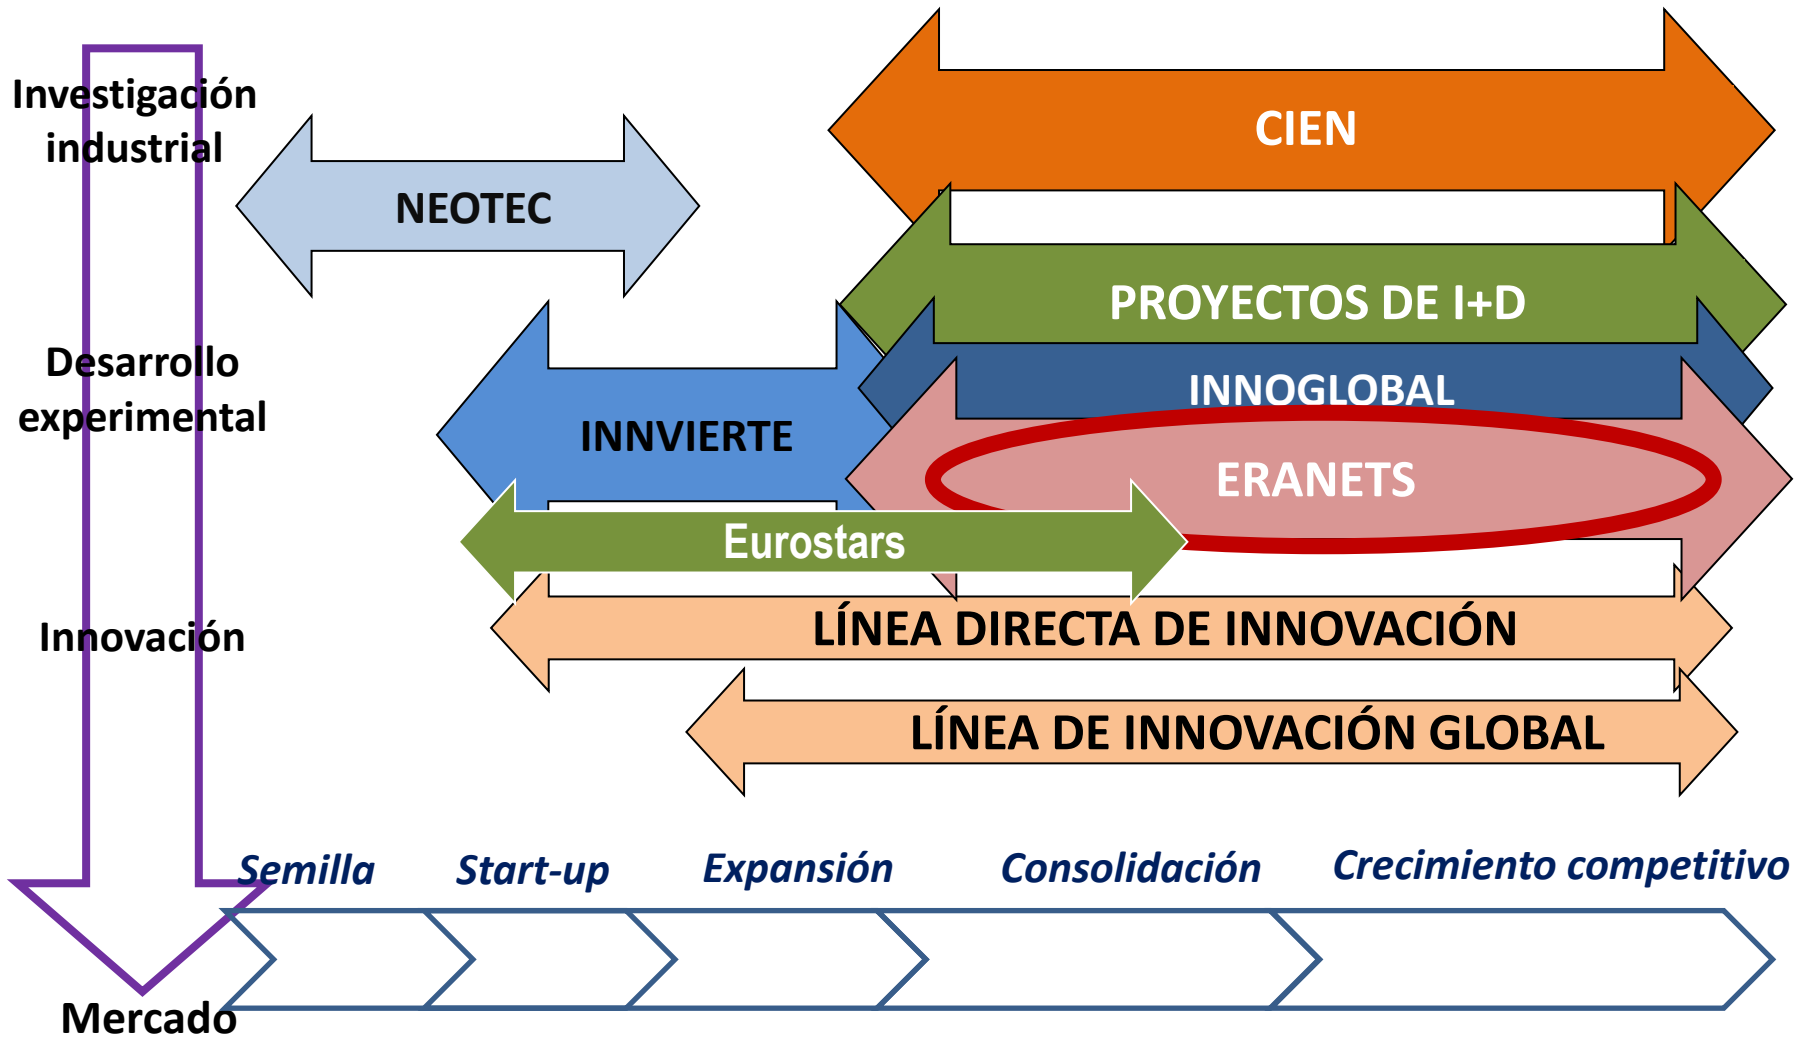 Investigación
industrial
CIEN
NEOTEC
PROYECTOS DE I+D
Desarrollo
experimental
INNOGLOBAL
INNVIERTE
ERANETS
Eurostars
Innovación
LÍNEA DIRECTA DE INNOVACIÓN
LÍNEA DE INNOVACIÓN GLOBAL
Semilla
Start-up
Expansión
Consolidación
Crecimiento competitivo
Mercado